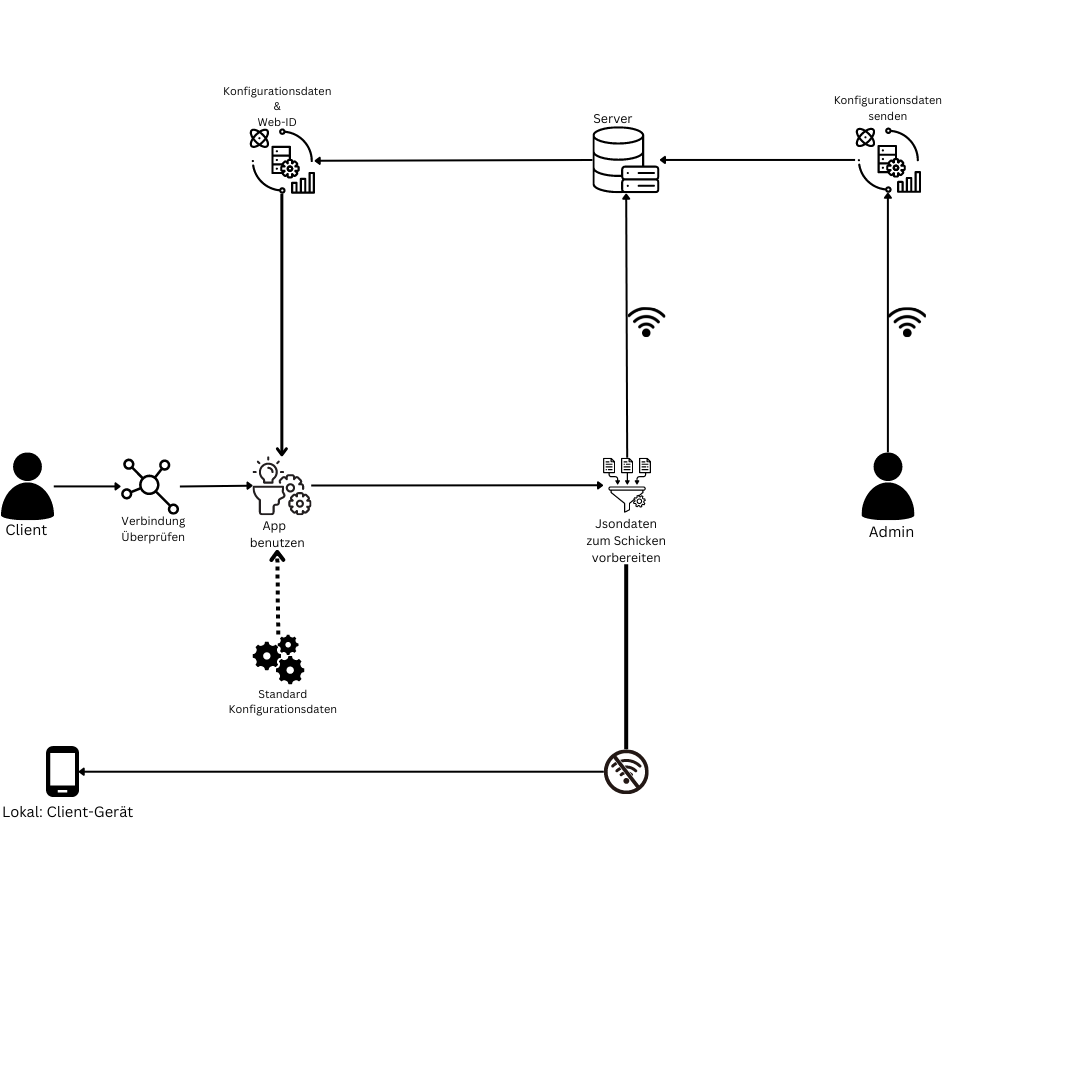 Konfigurationsdaten
&
Web-ID
Server
Konfigurationsdaten
senden
Client
Verbindung
Überprüfen
App
benutzen
Jsondaten
zum Schicken
vorbereiten
Admin
Standard
Konfigurationsdaten
Lokal: Client-Gerät